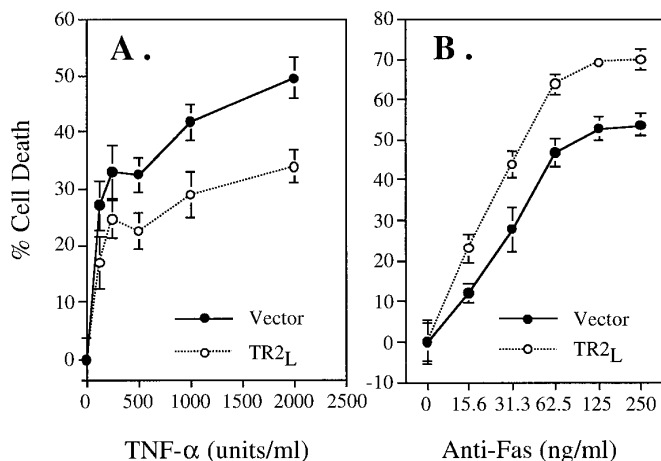 A .
% Cell Death
60
50
40
30
20
10
0
Vector
TR2L
0 500 1000 1500 2000 2500
TNF-α (units/ml)
B .
80
70
60
50
40
30
20
10
0
-10
Vector
TR2L
0 15.6 31.3 62.5 125 250
Anti-Fas (ng/ml)